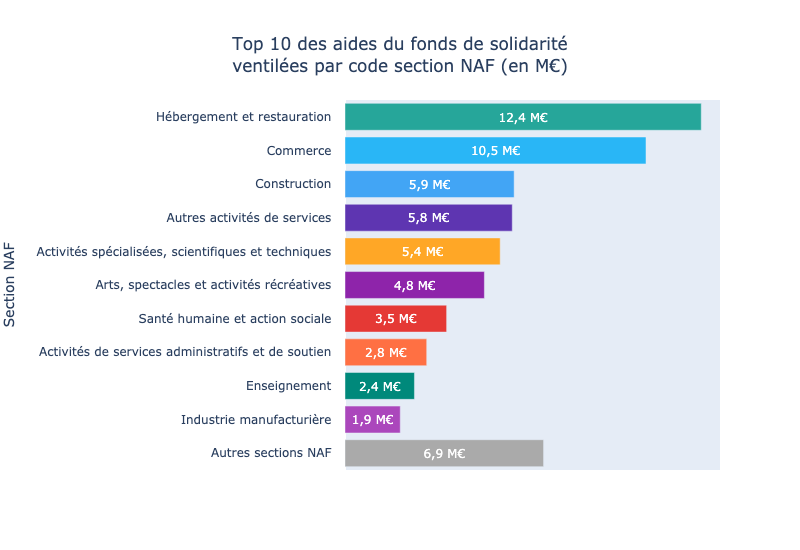 Top 10 des aides du fonds de solidarité
ventilées par code section NAF (en M€)
Section NAF
Hébergement et restauration 12,4 M€
Commerce 10,5 M€
Construction 5,9 M€
Autres activités de services 5,8 M€
Activités spécialisées, scientifiques et techniques 5,4 M€
Arts, spectacles et activités récréatives 4,8 M€
Santé humaine et action sociale 3,5 M€
Activités de services administratifs et de soutien 2,8 M€
Enseignement 2,4 M€
Industrie manufacturière 1,9 M€
Autres sections NAF 6,9 M€